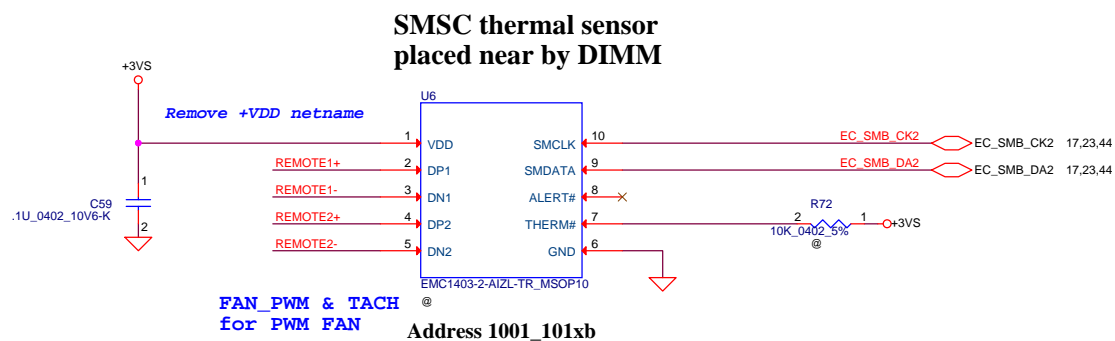 SMSC thermal sensor
placed near by DIMM
+3VS
Remove +VDD netname
U6
1 VDD SMCLK 10 EC_SMB_CK2 EC_SMB_CK2 17,23,44
REMOTE1+ 2 DP1 SMDATA 9 EC_SMB_DA2 EC_SMB_DA2 17,23,44
REMOTE1- 3 DN1 ALERT# 8
REMOTE2+ 4 DP2 THERM# 7
REMOTE2- 5 DN2 GND 6
1
C59
.1U_0402_10V6-K
2
R72
2 1 +3VS
10K_0402_5%
@
EMC1403-2-AIZL-TR_MSOP10
@
FAN_PWM & TACH
for PWM FAN
Address 1001_101xb